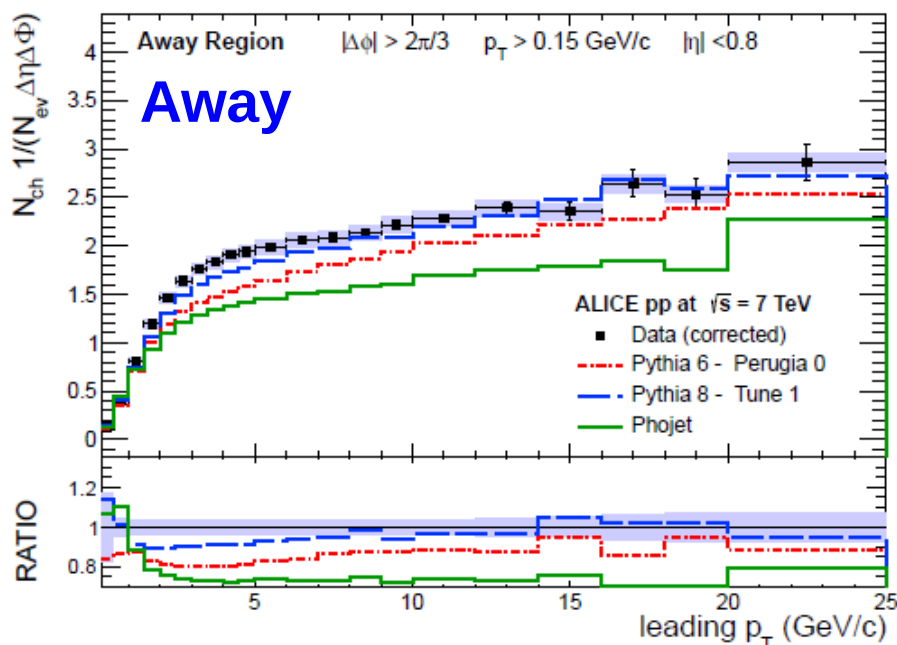 Away Region |Δϕ| > 2π/3 p_T > 0.15 GeV/c |η| <0.8
Away
N_ch 1/(N_ev ΔηΔΦ)
4
3.5
3
2.5
2
1.5
1
0.5
0
ALICE pp at √s = 7 TeV
Data (corrected)
Pythia 6 - Perugia 0
Pythia 8 - Tune 1
Phojet
RATIO
1.2
1
0.8
5 10 15 20 25
leading p_T (GeV/c)